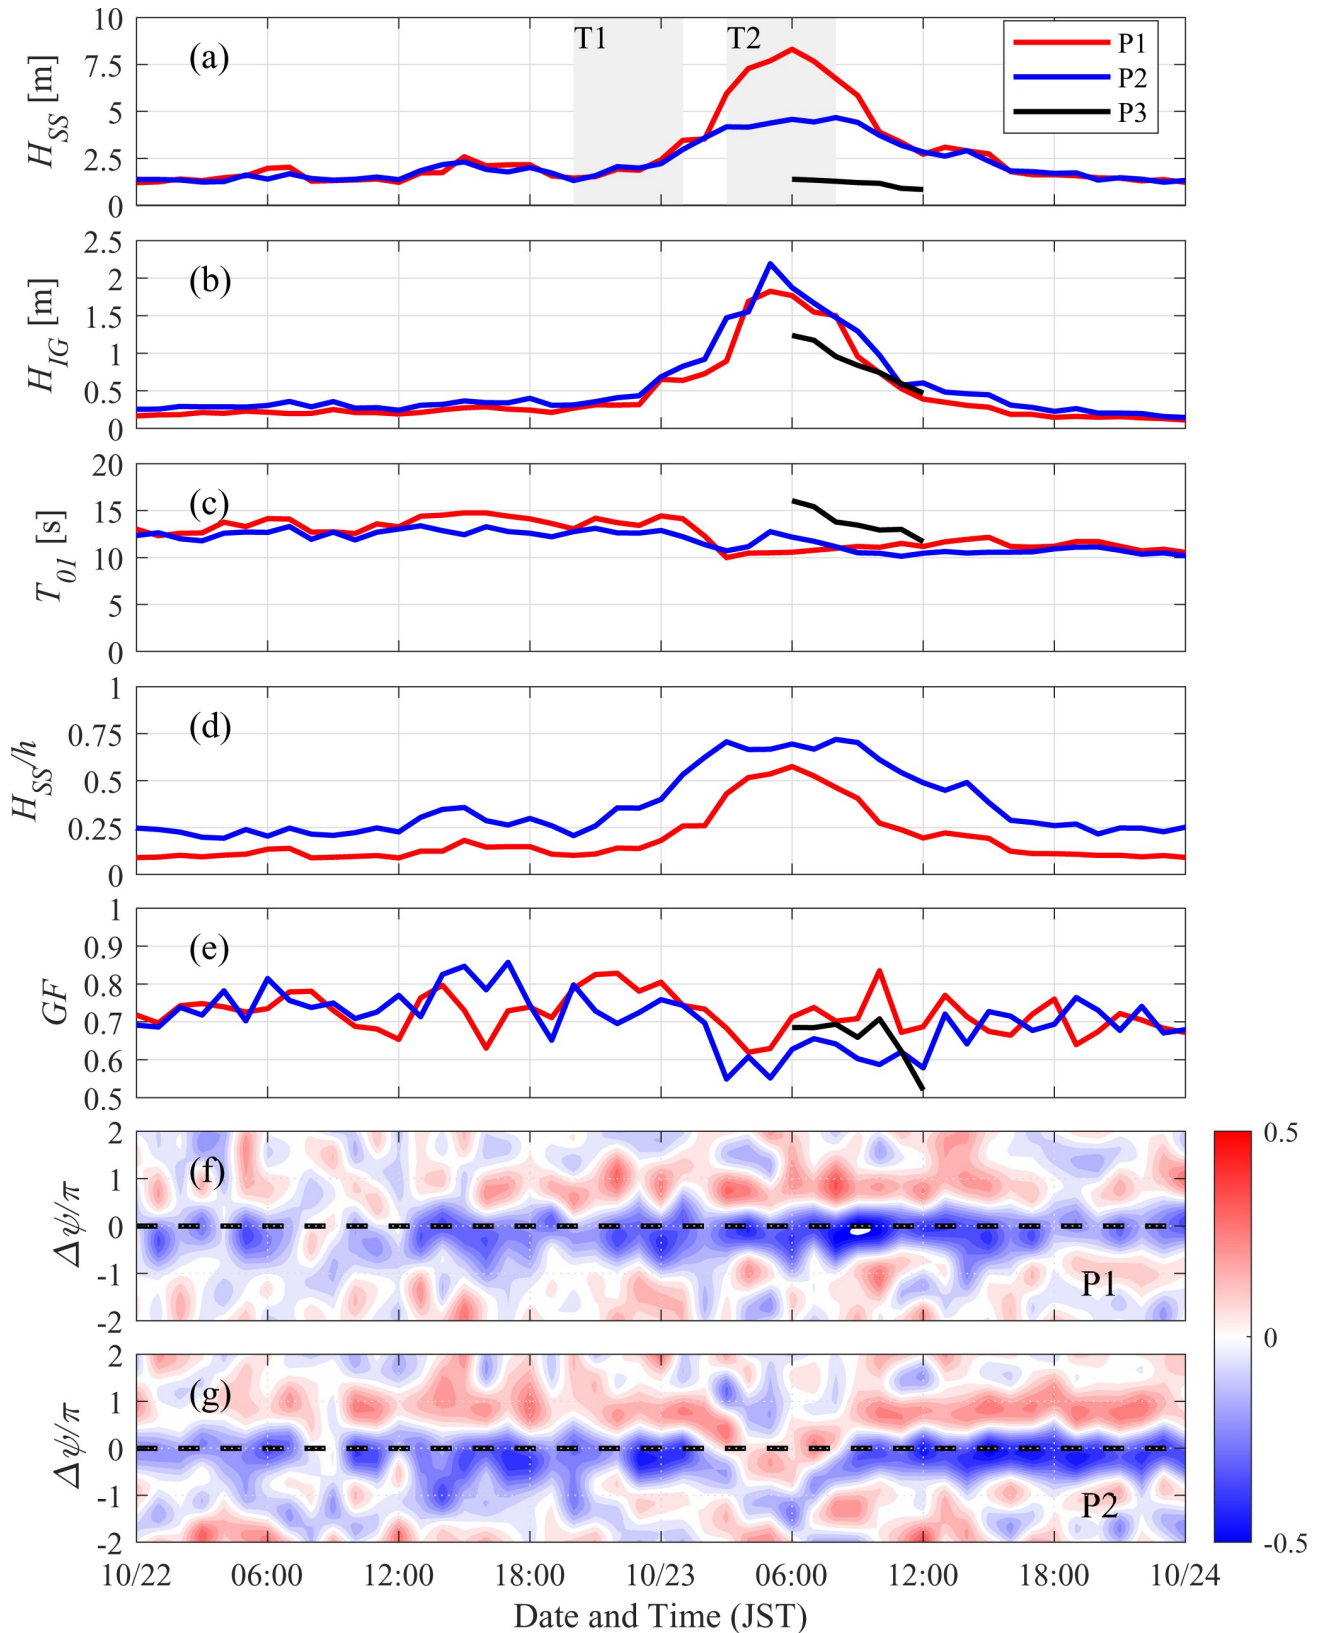 (a)
H_SS [m]
10
7.5
5
2.5
0
T1
T2
P1
P2
P3
(b)
H_IG [m]
2.5
2
1.5
1
0.5
0
(c)
T_01 [s]
20
15
10
5
0
(d)
H_SS/h
1
0.75
0.5
0.25
0
(e)
GF
1
0.9
0.8
0.7
0.6
0.5
(f)
Δψ/π
2
1
0
-1
-2
P1
(g)
Δψ/π
2
1
0
-1
-2
P2
0.5
0
-0.5
10/22 06:00 12:00 18:00 10/23 06:00 12:00 18:00 10/24
Date and Time (JST)